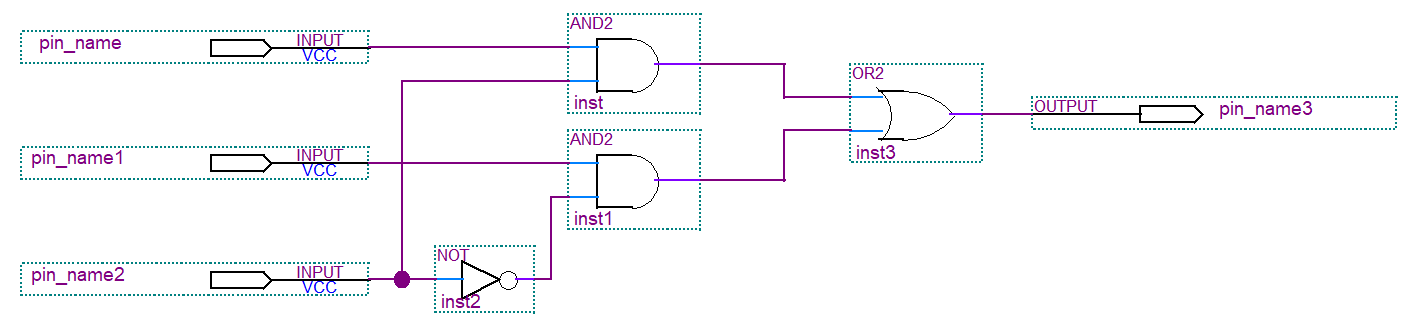 AND2
pin_name
INPUT
VCC
inst
OR2
OUTPUT
pin_name3
AND2
pin_name1
INPUT
VCC
inst3
inst1
NOT
pin_name2
INPUT
VCC
inst2